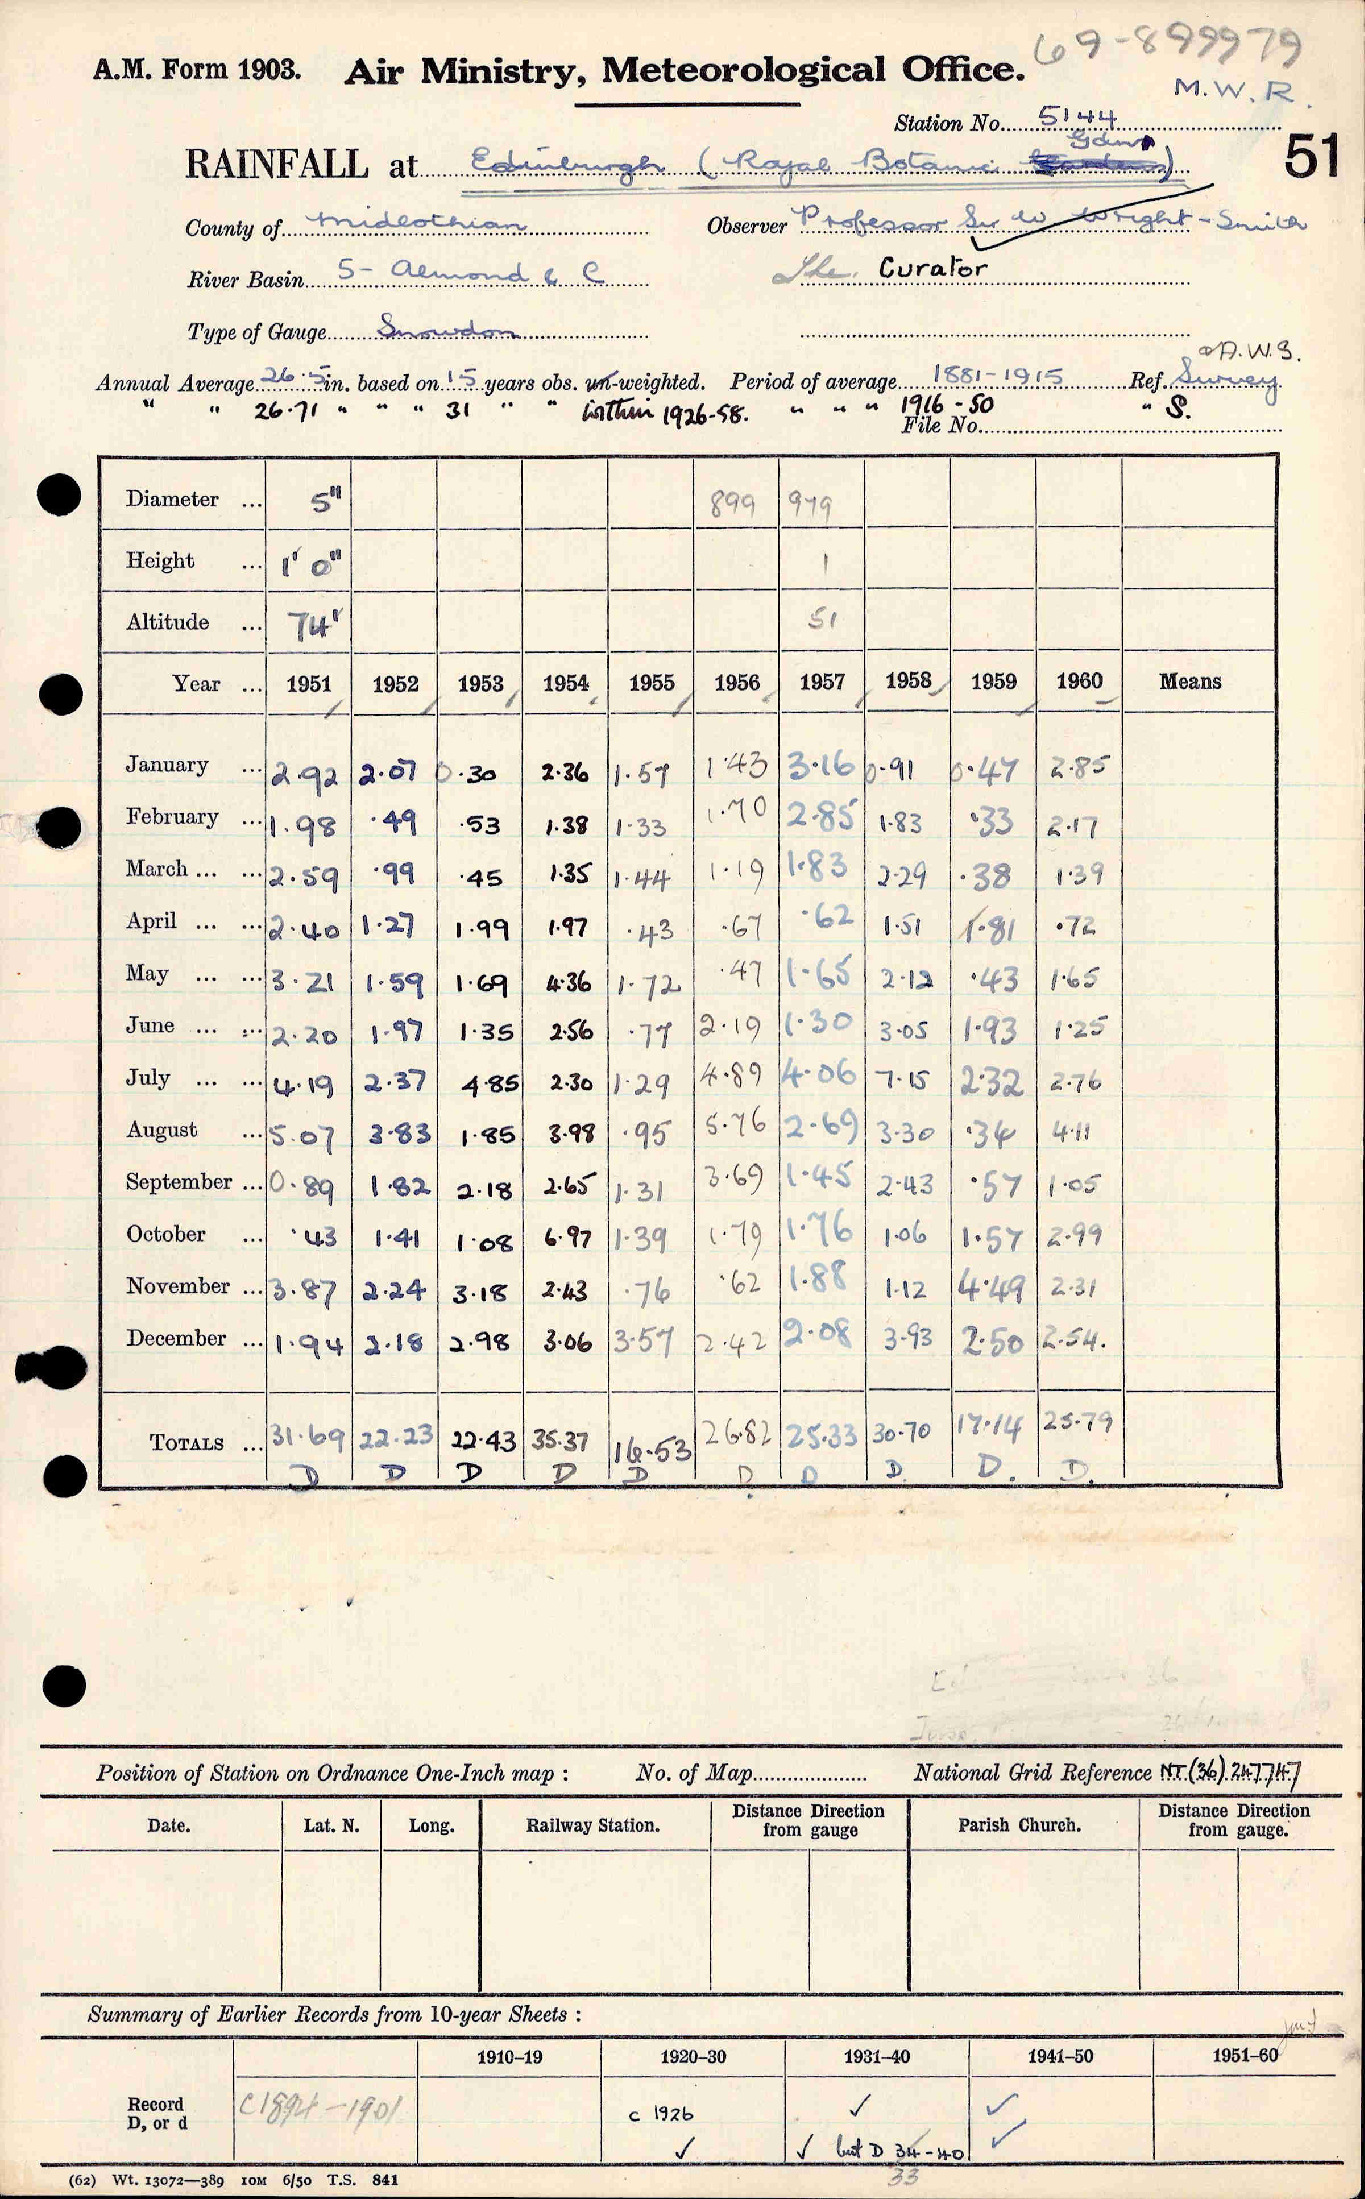 69-899979
A.M. Form 1903. Air Ministry, Meteorological Office.
M.W.R.
Station No. 5144
Gdns
RAINFALL at Edinburgh (Royal Botanic Gardens)
51
County of Midlothian Observer Professor Sir W Wright-Smith
River Basin 5- Almond & C The Curator
Type of Gauge Snowdon
A.W.S.
Annual Average 26.5 in. based on 15 years obs. un-weighted. Period of average 1881-1915 Ref. Survey
" " 26.71 " " " 31 " " within 1926-58. " " " 1916-50 " S.
File No.
Diameter ... 5" 899 979
Height ... 1' 0" 1
Altitude ... 74' 51
Year ... 1951 1952 1953 1954 1955 1956 1957 1958 1959 1960 Means
January ... 2.92 2.07 0.30 2.36 1.57 1.43 3.16 0.91 0.47 2.85
February ... 1.98 .49 .53 1.38 1.33 1.70 2.85 1.83 .33 2.17
March ... ... 2.59 .99 .45 1.35 1.44 1.19 1.83 2.29 .38 1.39
April ... ... 2.40 1.27 1.99 1.97 .43 .67 .62 1.51 1.81 .72
May ... ... 3.21 1.59 1.69 4.36 1.72 .47 1.65 2.12 .43 1.65
June ... ... 2.20 1.97 1.35 2.56 .77 2.19 1.30 3.05 1.93 1.25
July ... ... 4.19 2.37 4.85 2.30 1.29 4.89 4.06 7.15 2.32 2.76
August ... 5.07 3.83 1.85 3.98 .95 5.76 2.69 3.30 .34 4.11
September ... 0.89 1.82 2.18 2.65 1.31 3.69 1.45 2.43 .57 1.05
October ... .43 1.41 1.08 6.97 1.39 1.79 1.76 1.06 1.57 2.99
November ... 3.87 2.24 3.18 2.43 .76 .62 1.88 1.12 4.49 2.31
December ... 1.94 2.18 2.98 3.06 3.57 2.42 2.08 3.93 2.50 2.54.
TOTALS ... 31.69 22.23 22.43 35.37 16.53 26.82 25.33 30.70 17.14 25.79
D D D D D D D D. D. D.
Position of Station on Ordnance One-Inch map : No. of Map National Grid Reference NT.(36).247747
Date. Lat. N. Long. Railway Station. Distance Direction from gauge Parish Church. Distance Direction from gauge.
Summary of Earlier Records from 10-year Sheets :
1910–19 1920–30 1931–40 1941–50 1951–60
Record D, or d c1894-1901 c 1926 ✓ ✓
✓ ✓ but D 34-40 ✓
33
(62) Wt. 13072—389 10M 6/50 T.S. 841